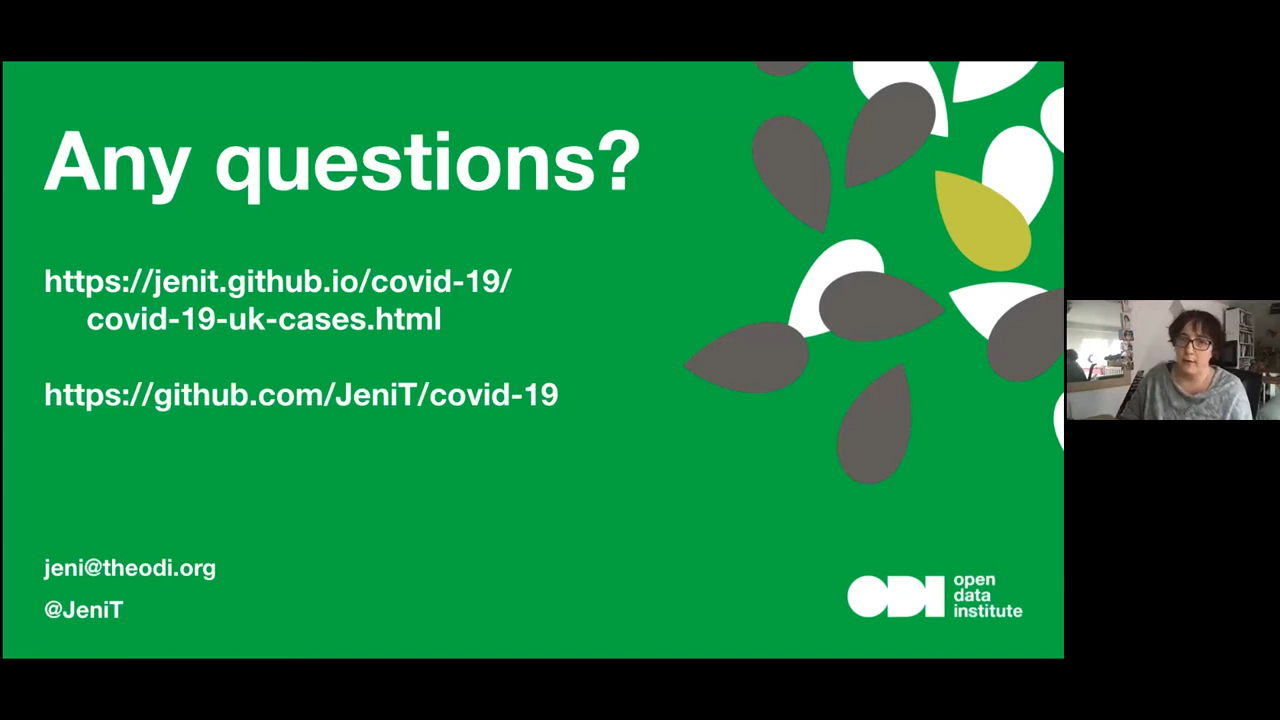 Any questions?
https://jenit.github.io/covid-19/
covid-19-uk-cases.html
https://github.com/JeniT/covid-19
jeni@theodi.org
@JeniT
ODI
open
data
institute